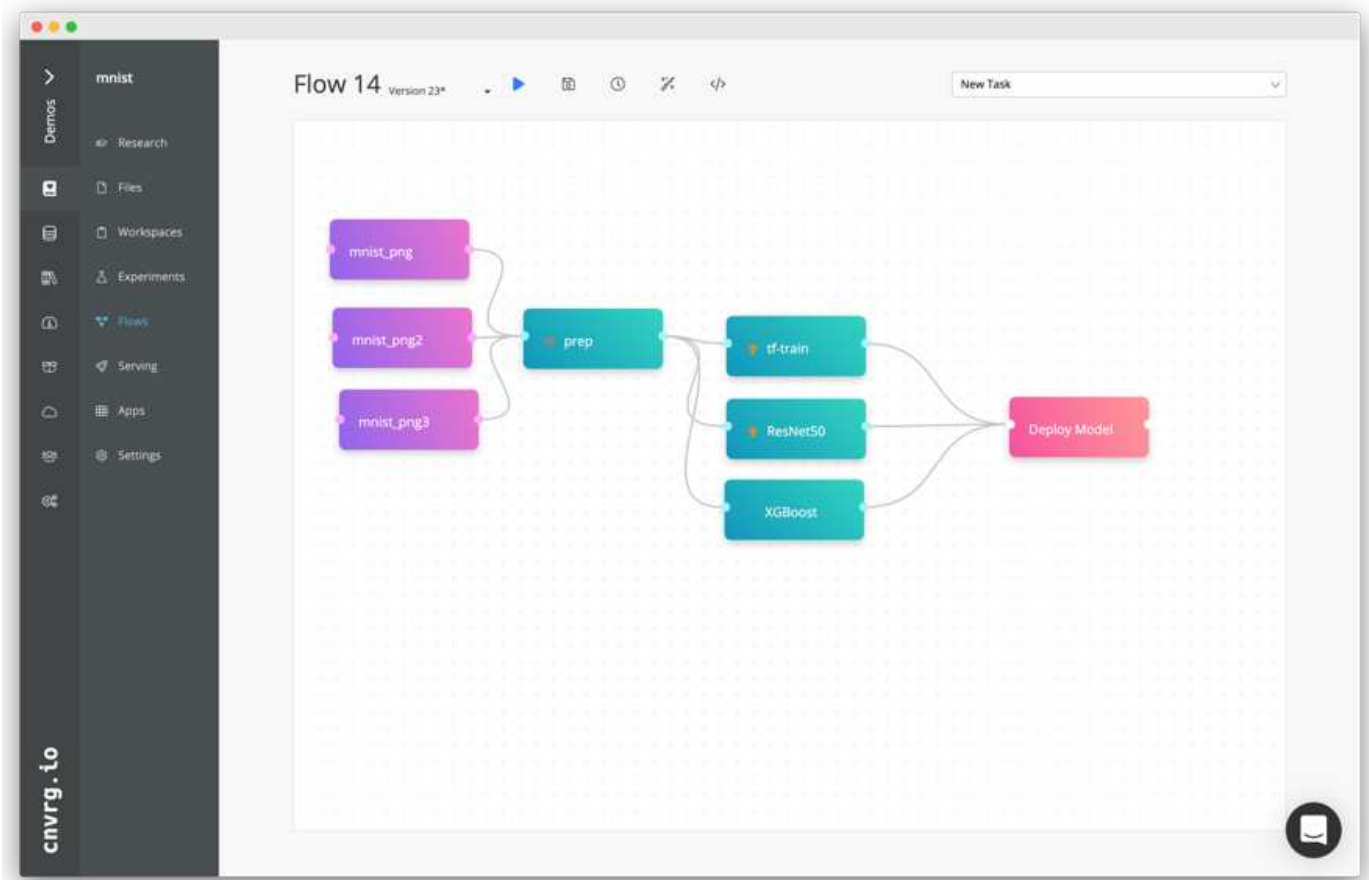 Demos
cnvrg.io
mnist
Research
Files
Workspaces
Experiments
Flows
Serving
Apps
Settings
Flow 14 Version 23*
</>
New Task
mnist_png
mnist_png2
mnist_png3
prep
tf-train
ResNet50
XGBoost
Deploy Model